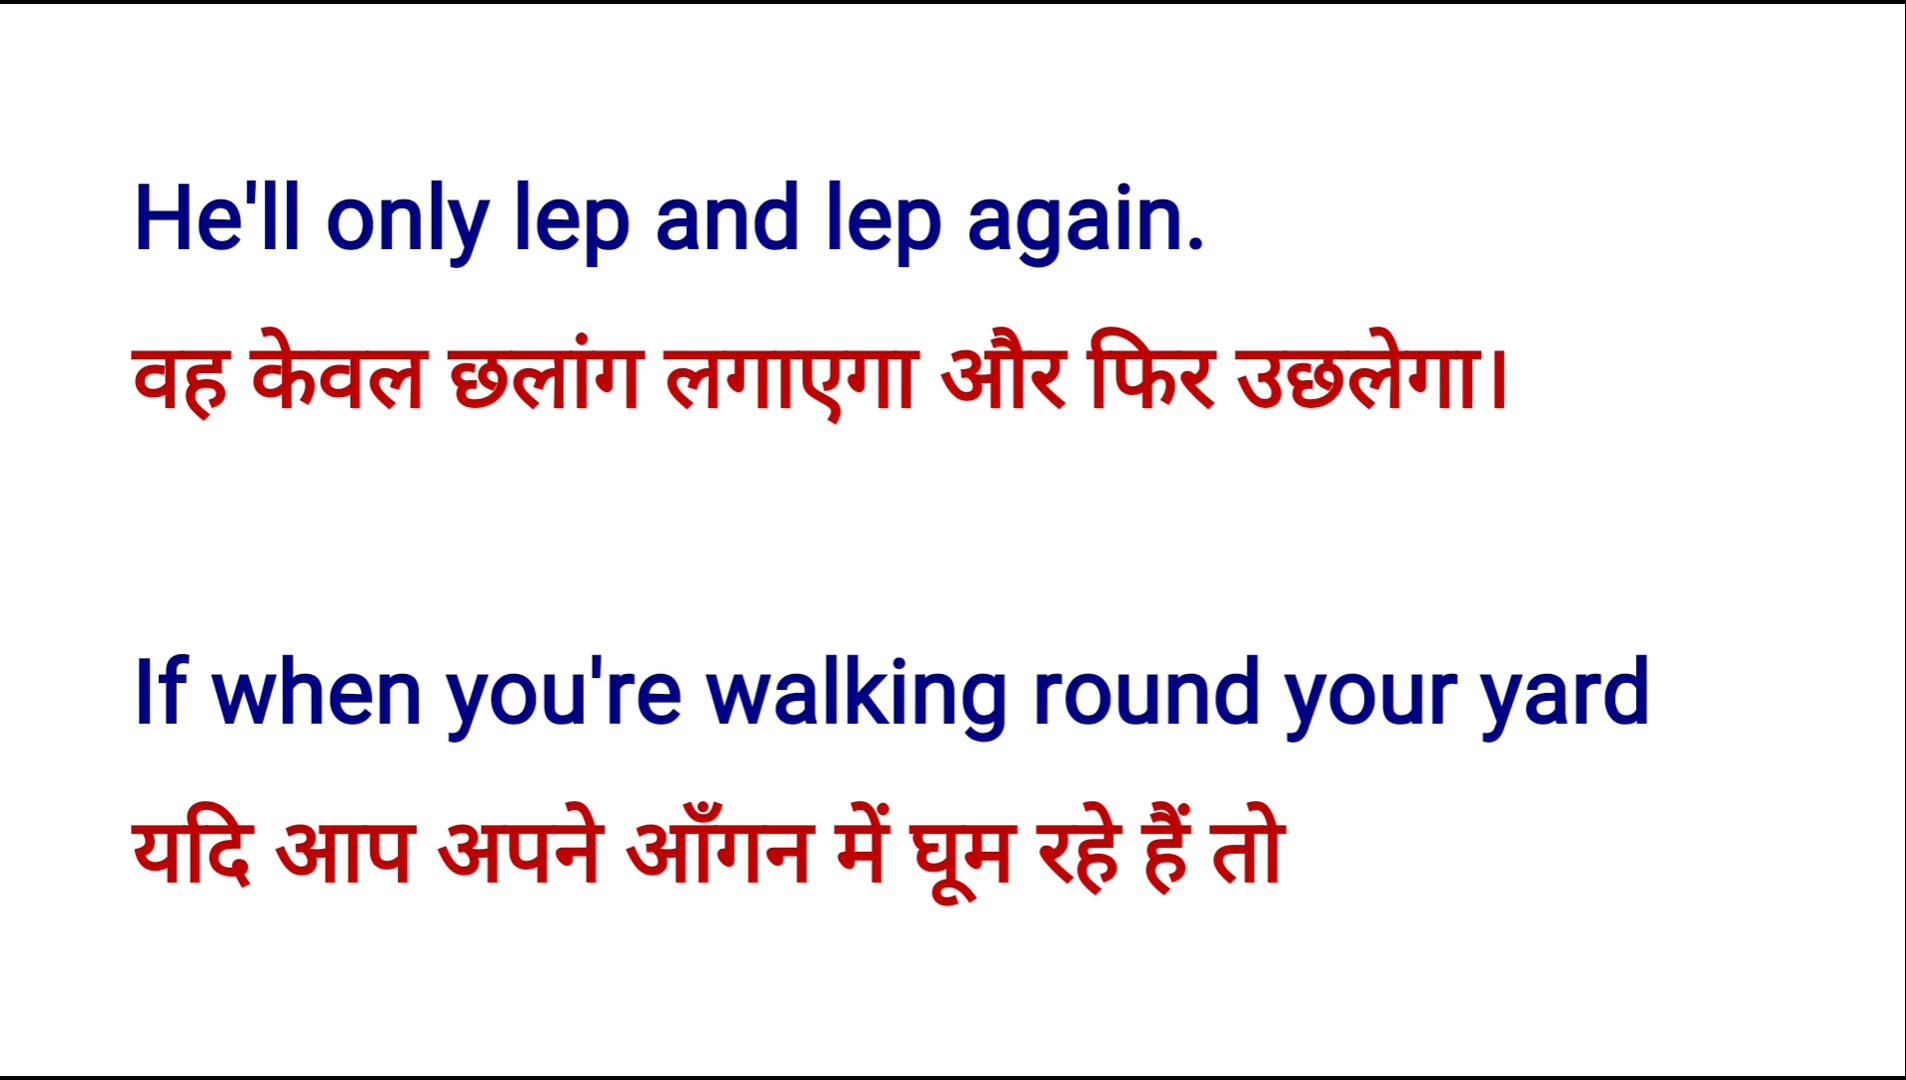 He'll only lep and lep again.
वह केवल छलांग लगाएगा और फिर उछलेगा।
If when you're walking round your yard
यदि आप अपने आँगन में घूम रहे हैं तो